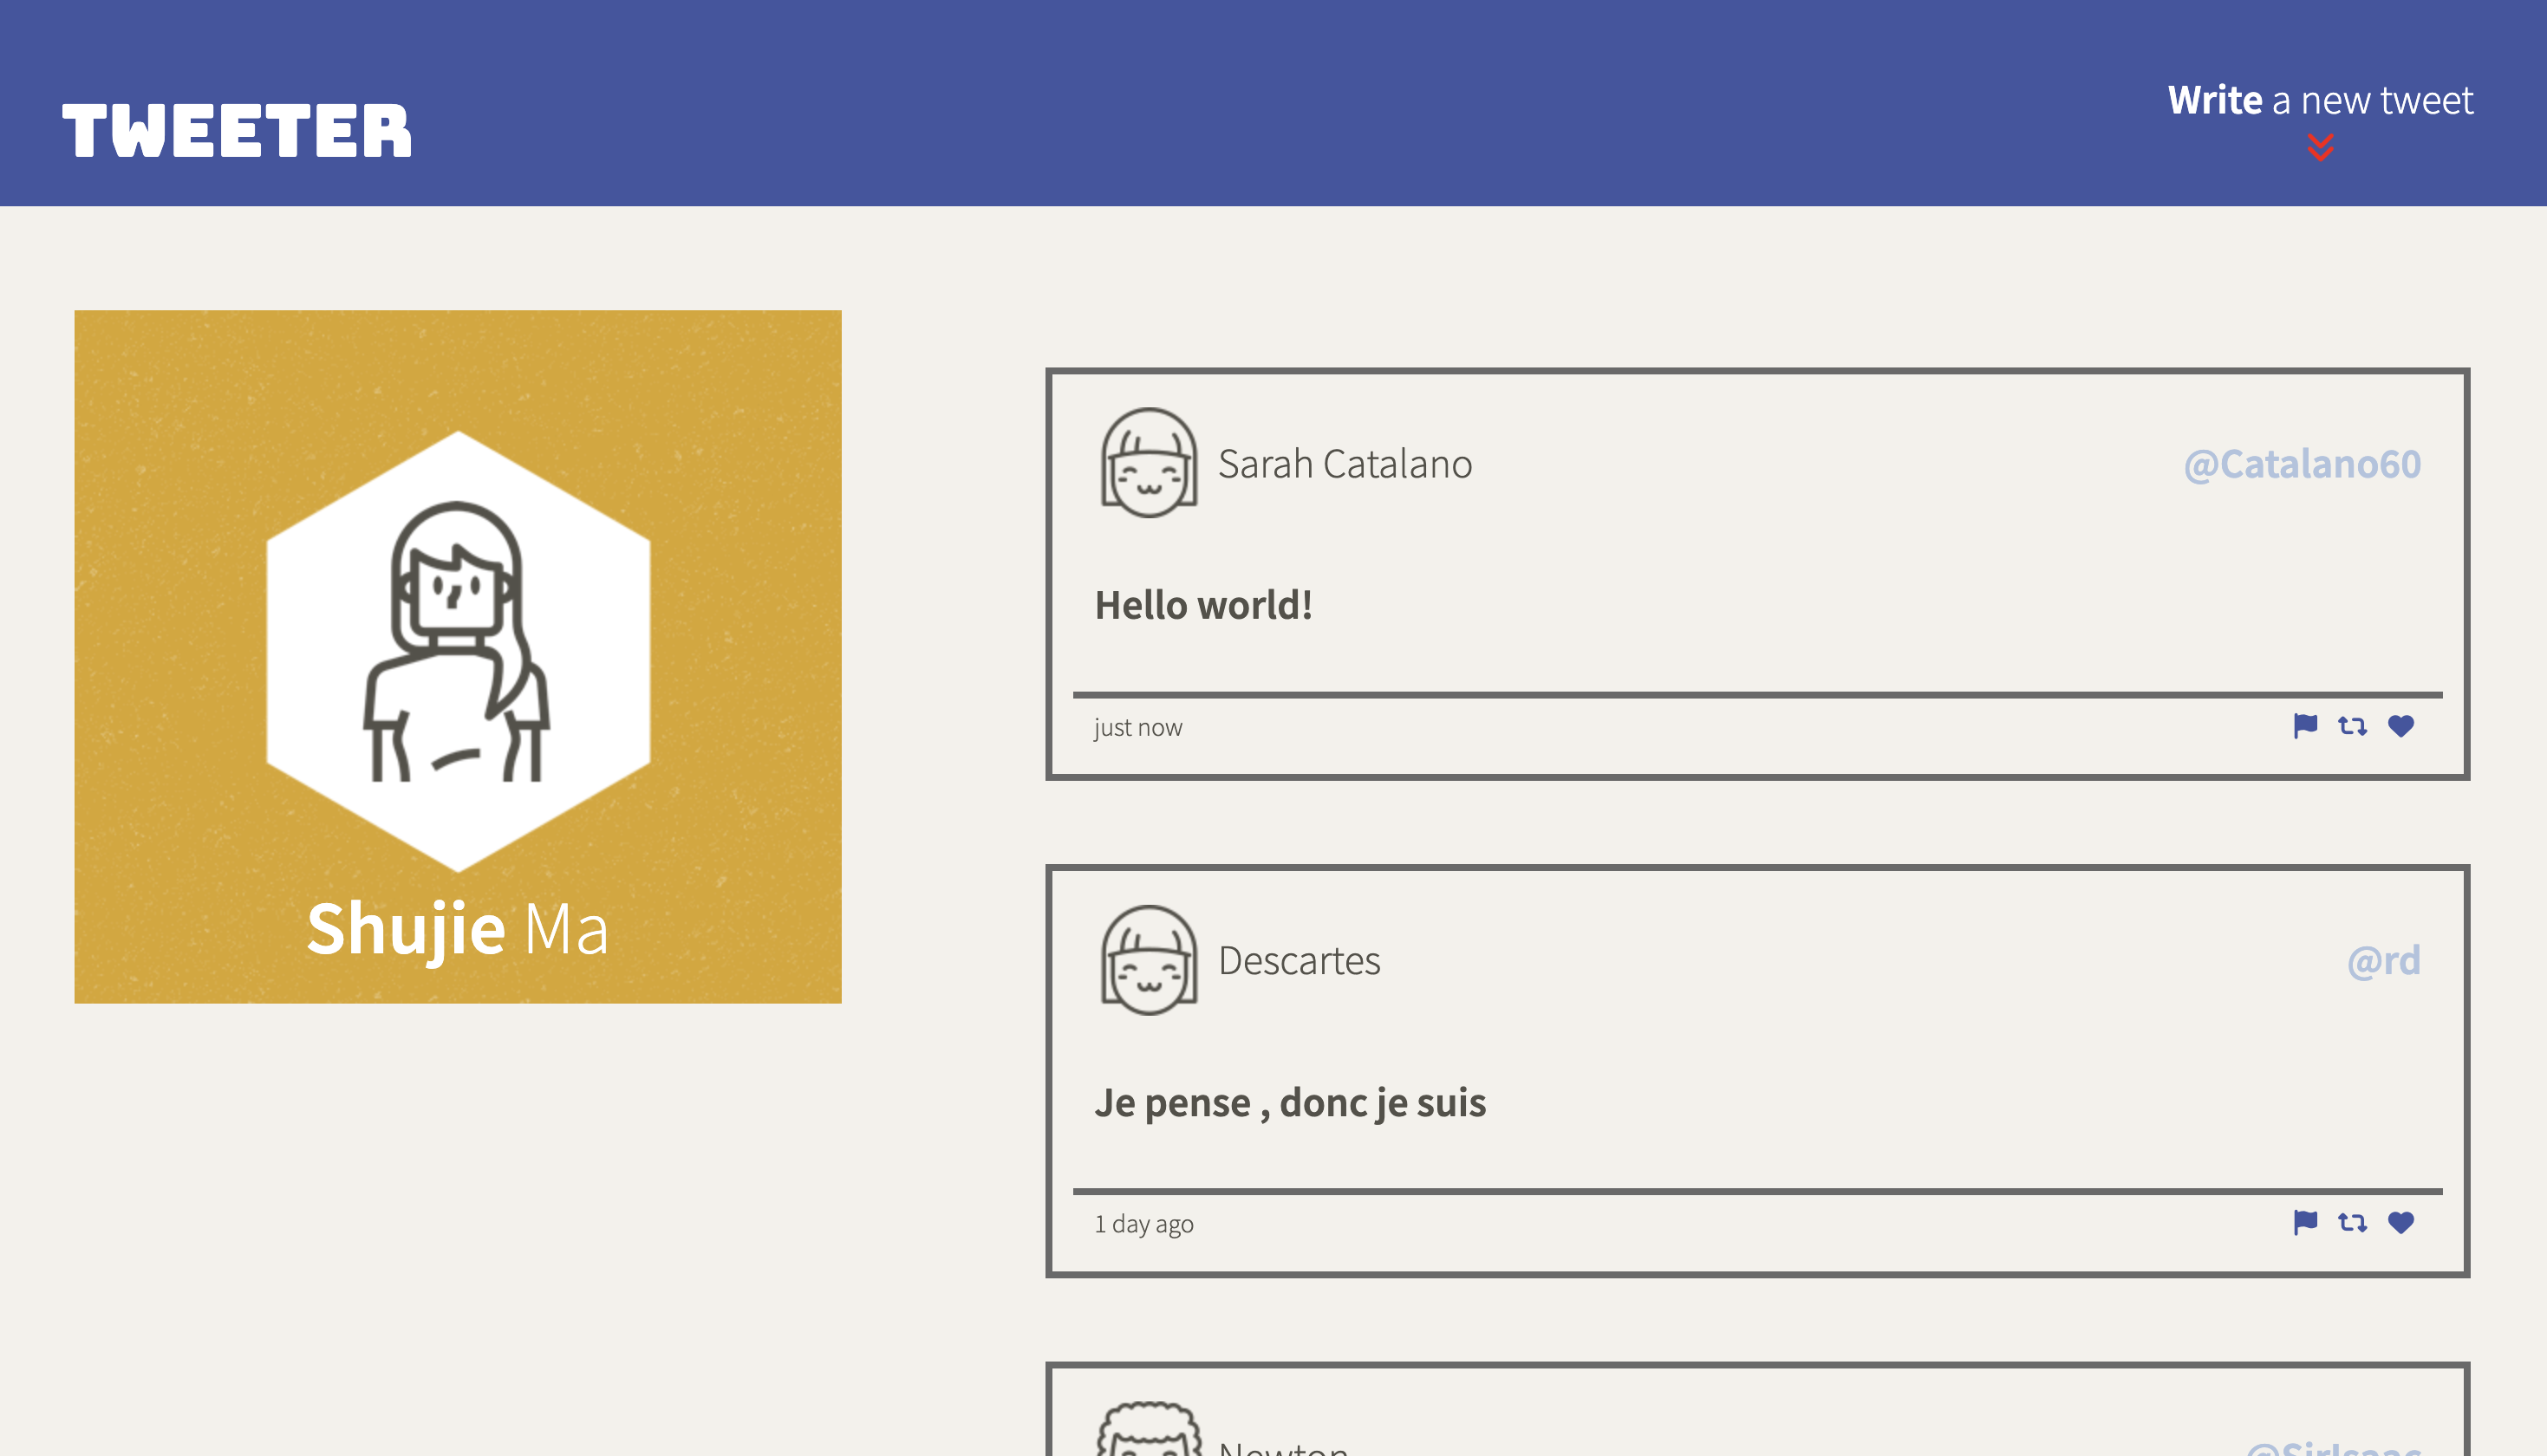 TWEETER
Write a new tweet
Shujie Ma
Sarah Catalano
@Catalano60
Hello world!
just now
Descartes
@rd
Je pense , donc je suis
1 day ago
Newton
@SirIsaac